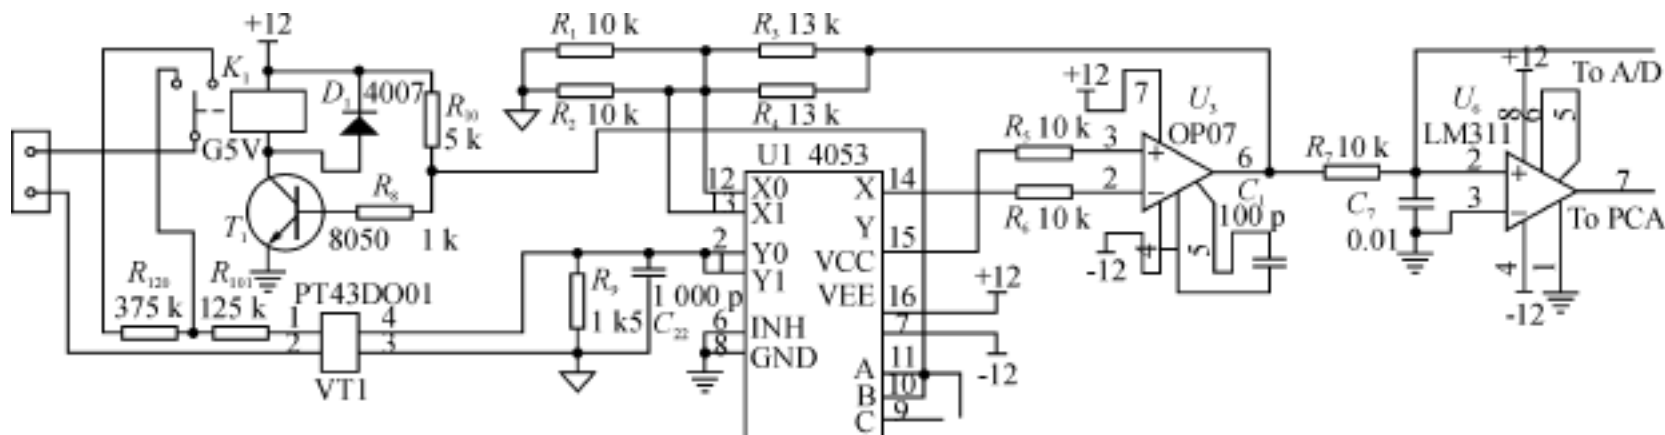 +12
R1 10 k
R3 13 k
K1
D1 4007
R10
5 k
R2 10 k
R4 13 k
G5V
T1
8050
R8
1 k
R120
375 k
R101
125 k
PT43DO01
1
2
4
3
VT1
R9
1 k5
1 000 p
C22
U1 4053
12
13
2
1
6
8
X0
X1
Y0
Y1
INH
GND
X
Y
VCC
VEE
A
B
C
14
15
16
7
11
10
9
+12
-12
R5 10 k
R6 10 k
+12
7
OP07
3
2
6
4
5
-12
100 p
R7 10 k
C7
0.01
To A/D
+12
U6
LM311
8
6
5
2
3
7
To PCA
4
1
-12